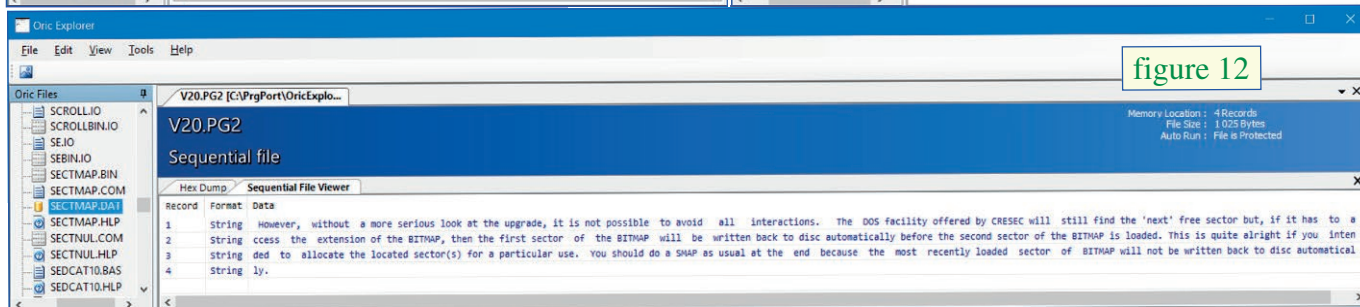 Oric Explorer
File Edit View Tools Help
figure 12
Oric Files
SCROLL.IO
SCROLLBIN.IO
SE.IO
SEBIN.IO
SECTMAP.BIN
SECTMAP.COM
SECTMAP.DAT
SECTMAP.HLP
SECTNUL.COM
SECTNUL.HLP
SEDCAT10.BAS
SEDCAT10.HLP
V20.PG2 [C:\PrgPort\OricExplo...
V20.PG2
Sequential file
Memory Location : 4 Records
File Size : 1 025 Bytes
Auto Run : File is Protected
Hex Dump Sequential File Viewer
Record Format Data
1 String However, without a more serious look at the upgrade, it is not possible to avoid all interactions. The DOS facility offered by CRESEC will still find the 'next' free sector but, if it has to a
2 String ccess the extension of the BITMAP, then the first sector of the BITMAP will be written back to disc automatically before the second sector of the BITMAP is loaded. This is quite alright if you inten
3 String ded to allocate the located sector(s) for a particular use. You should do a SMAP as usual at the end because the most recently loaded sector of BITMAP will not be written back to disc automatical
4 String ly.